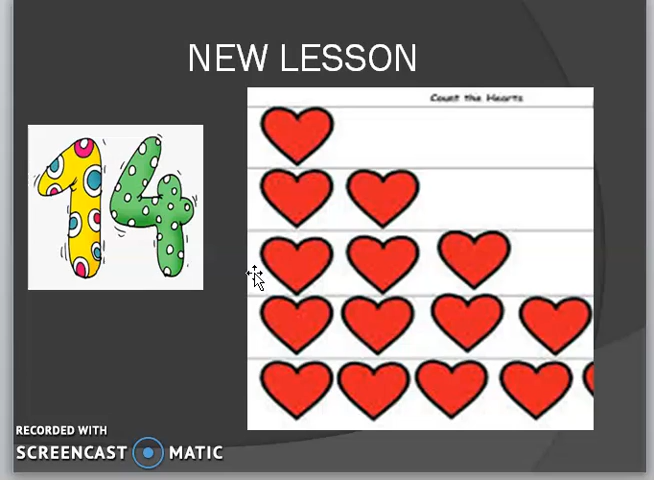 NEW LESSON
Count the Hearts
14
RECORDED WITH
SCREENCAST MATIC